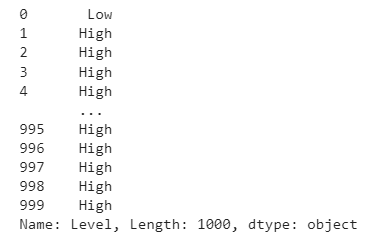 0       Low
1      High
2      High
3      High
4      High
       ...
995    High
996    High
997    High
998    High
999    High
Name: Level, Length: 1000, dtype: object